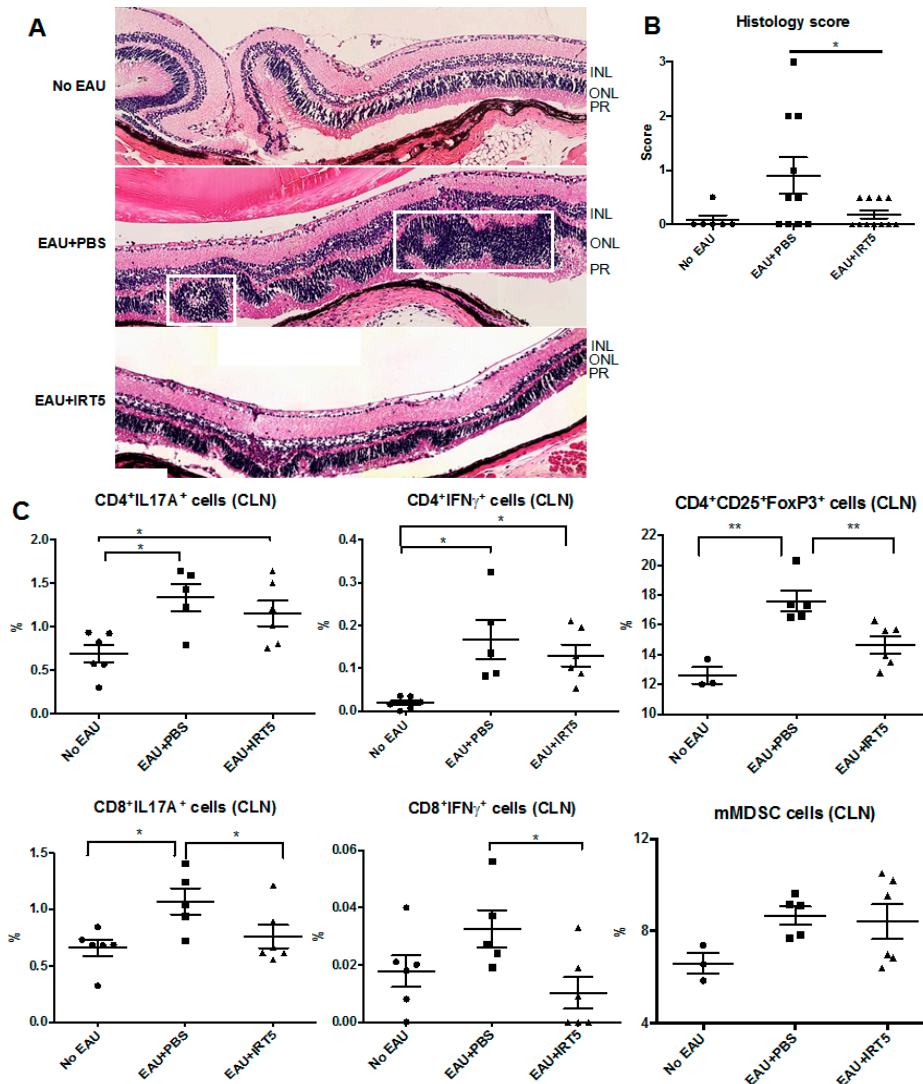 A
No EAU
INL
ONL
PR
EAU+PBS
INL
ONL
PR
EAU+IRT5
INL
ONL
PR
B
Histology score
*
Score
3
2
1
0
No EAU
EAU+PBS
EAU+IRT5
C
CD4⁺IL17A⁺ cells (CLN)
*
*
%
2.0
1.5
1.0
0.5
0.0
No EAU
EAU+PBS
EAU+IRT5
CD4⁺IFNγ⁺ cells (CLN)
*
*
%
0.4
0.3
0.2
0.1
0.0
No EAU
EAU+PBS
EAU+IRT5
CD4⁺CD25⁺FoxP3⁺ cells (CLN)
**
**
%
22
20
18
16
14
12
10
No EAU
EAU+PBS
EAU+IRT5
CD8⁺IL17A⁺ cells (CLN)
*
*
%
1.5
1.0
0.5
0.0
No EAU
EAU+PBS
EAU+IRT5
CD8⁺IFNγ⁺ cells (CLN)
*
%
0.06
0.04
0.02
0.00
No EAU
EAU+PBS
EAU+IRT5
mMDSC cells (CLN)
%
12
8
4
No EAU
EAU+PBS
EAU+IRT5